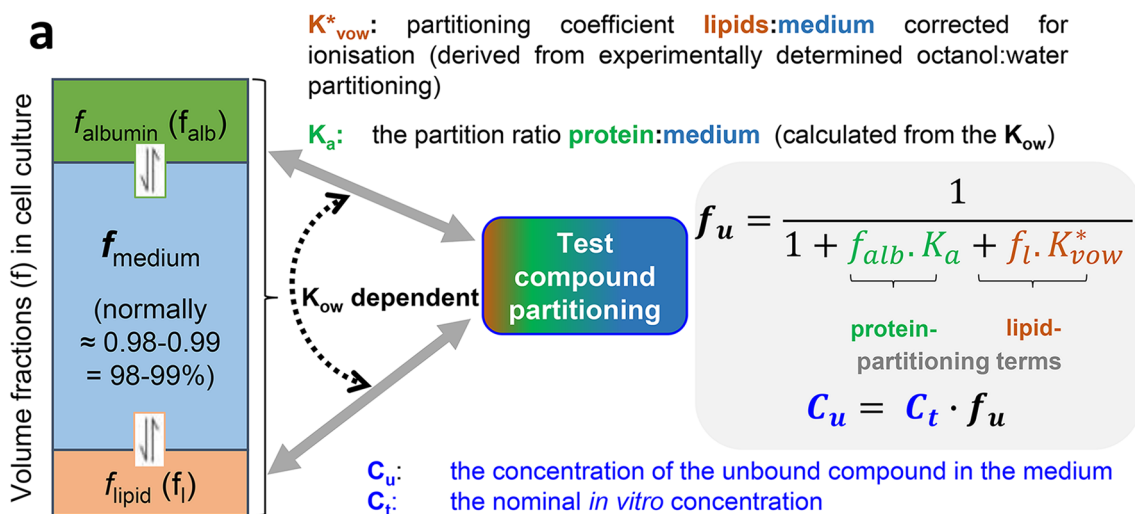 a
K*vow: partitioning coefficient lipids:medium corrected for
ionisation (derived from experimentally determined octanol:water
partitioning)
Ka: the partition ratio protein:medium (calculated from the Kow)
Volume fractions (f) in cell culture
falbumin (falb)
fmedium
(normally
≈ 0.98-0.99
= 98-99%)
flipid (fl)
Kow dependent
Test
compound
partitioning
fu = 1 / (1 + falb. Ka + fl. K*vow)
protein- lipid-
partitioning terms
Cu = Ct · fu
Cu: the concentration of the unbound compound in the medium
Ct: the nominal in vitro concentration